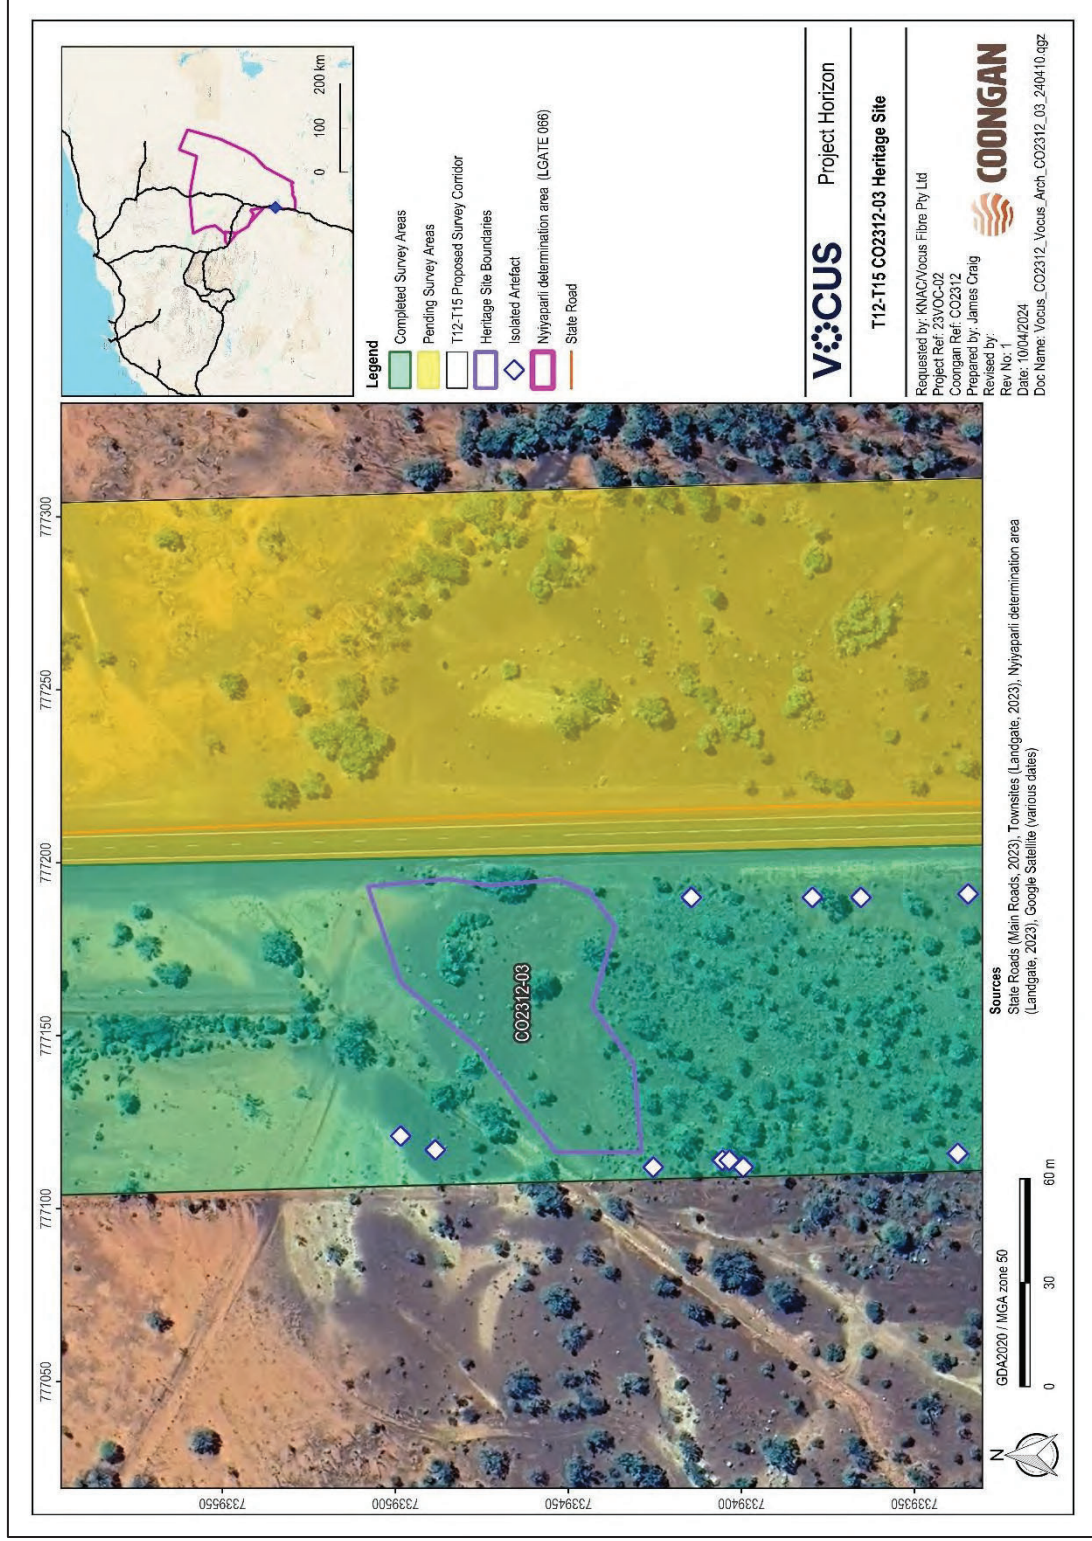 777050
777100
777150
777200
777250
777300
7339550
7339500
7339450
7339400
7339350
CO2312-03
N
GDA2020 / MGA zone 50
0
30
60 m
Sources
State Roads (Main Roads, 2023), Townsites (Landgate, 2023), Nyiyaparli determination area
(Landgate, 2023), Google Satellite (various dates)
0
100
200 km
Legend
Completed Survey Areas
Pending Survey Areas
T12-T15 Proposed Survey Corridor
Heritage Site Boundaries
Isolated Artefact
Nyiyaparli determination area (LGATE 066)
State Road
VOCUS
Project Horizon
T12-T15 CO2312-03 Heritage Site
Requested by: KNAC/Vocus Fibre Pty Ltd
Project Ref: 23VOC-02
Coongan Ref: CO2312
Prepared by: James Craig
Revised by:
Rev No: 1
Date: 10/04/2024
Doc Name: Vocus_CO2312_Vocus_Arch_CO2312_03_240410.qgz
COONGAN